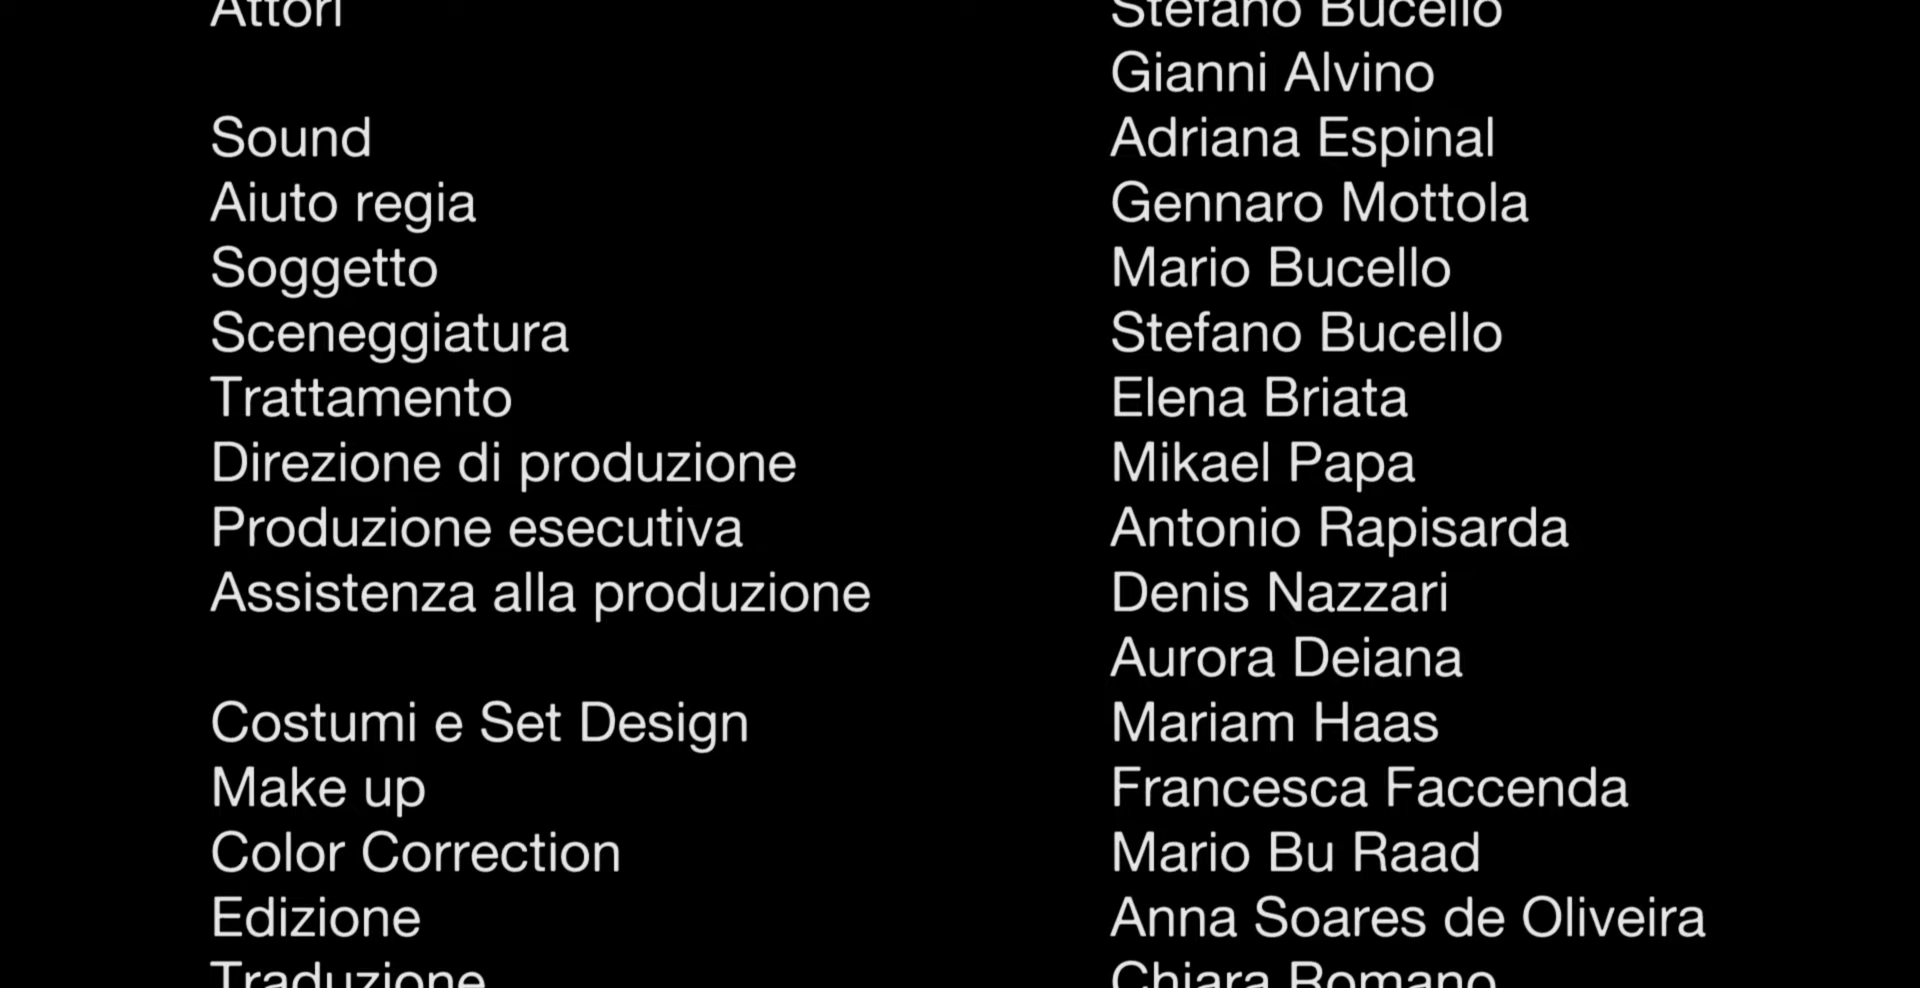 Attori Stefano Bucello
Gianni Alvino
Sound Adriana Espinal
Aiuto regia Gennaro Mottola
Soggetto Mario Bucello
Sceneggiatura Stefano Bucello
Trattamento Elena Briata
Direzione di produzione Mikael Papa
Produzione esecutiva Antonio Rapisarda
Assistenza alla produzione Denis Nazzari
Aurora Deiana
Costumi e Set Design Mariam Haas
Make up Francesca Faccenda
Color Correction Mario Bu Raad
Edizione Anna Soares de Oliveira
Traduzione Chiara Romano